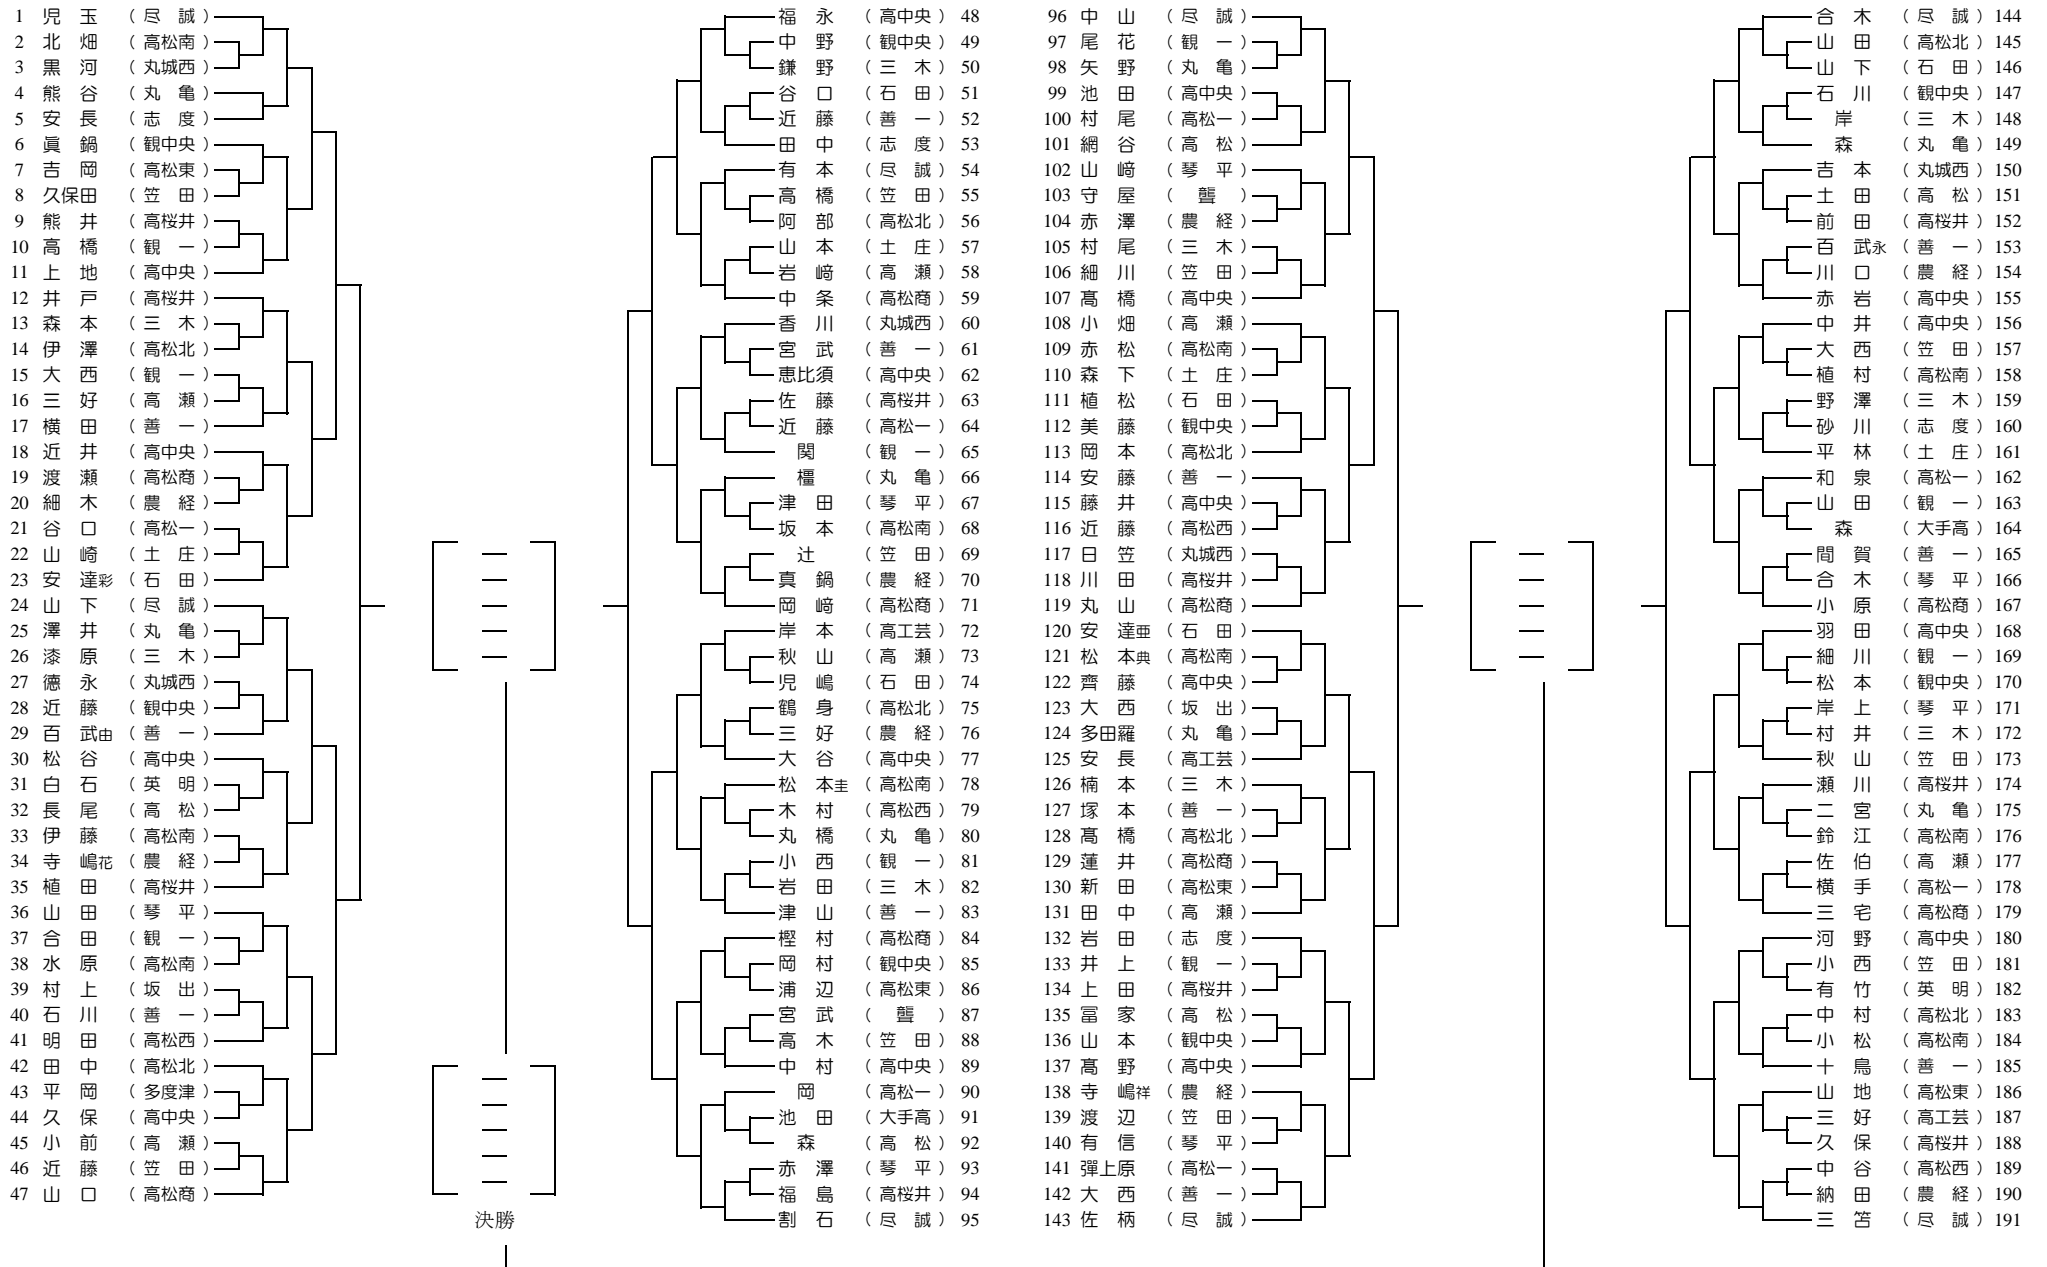 1 児 玉 （ 尽 誠 ）
2 北 畑 （ 高松南 ）
3 黒 河 （ 丸城西 ）
4 熊 谷 （ 丸 亀 ）
5 安 長 （ 志 度 ）
6 眞 鍋 （ 観中央 ）
7 吉 岡 （ 高松東 ）
8 久保田 （ 笠 田 ）
9 熊 井 （ 高桜井 ）
10 高 橋 （ 観 一 ）
11 上 地 （ 高中央 ）
12 井 戸 （ 高桜井 ）
13 森 本 （ 三 木 ）
14 伊 澤 （ 高松北 ）
15 大 西 （ 観 一 ）
16 三 好 （ 高 瀬 ）
17 横 田 （ 善 一 ）
18 近 井 （ 高中央 ）
19 渡 瀬 （ 高松商 ）
20 細 木 （ 農 経 ）
21 谷 口 （ 高松一 ）
22 山 崎 （ 土 庄 ）
23 安 達彩 （ 石 田 ）
24 山 下 （ 尽 誠 ）
25 澤 井 （ 丸 亀 ）
26 漆 原 （ 三 木 ）
27 德 永 （ 丸城西 ）
28 近 藤 （ 観中央 ）
29 百 武由 （ 善 一 ）
30 松 谷 （ 高中央 ）
31 白 石 （ 英 明 ）
32 長 尾 （ 高 松 ）
33 伊 藤 （ 高松南 ）
34 寺 嶋花 （ 農 経 ）
35 植 田 （ 高桜井 ）
36 山 田 （ 琴 平 ）
37 合 田 （ 観 一 ）
38 水 原 （ 高松南 ）
39 村 上 （ 坂 出 ）
40 石 川 （ 善 一 ）
41 明 田 （ 高松西 ）
42 田 中 （ 高松北 ）
43 平 岡 （ 多度津 ）
44 久 保 （ 高中央 ）
45 小 前 （ 高 瀬 ）
46 近 藤 （ 笠 田 ）
47 山 口 （ 高松商 ）
決勝
福 永 （ 高中央 ） 48
中 野 （ 観中央 ） 49
鎌 野 （ 三 木 ） 50
谷 口 （ 石 田 ） 51
近 藤 （ 善 一 ） 52
田 中 （ 志 度 ） 53
有 本 （ 尽 誠 ） 54
高 橋 （ 笠 田 ） 55
阿 部 （ 高松北 ） 56
山 本 （ 土 庄 ） 57
岩 﨑 （ 高 瀬 ） 58
中 条 （ 高松商 ） 59
香 川 （ 丸城西 ） 60
宮 武 （ 善 一 ） 61
恵比須 （ 高中央 ） 62
佐 藤 （ 高桜井 ） 63
近 藤 （ 高松一 ） 64
関 （ 観 一 ） 65
橿 （ 丸 亀 ） 66
津 田 （ 琴 平 ） 67
坂 本 （ 高松南 ） 68
辻 （ 笠 田 ） 69
真 鍋 （ 農 経 ） 70
岡 﨑 （ 高松商 ） 71
岸 本 （ 高工芸 ） 72
秋 山 （ 高 瀬 ） 73
児 嶋 （ 石 田 ） 74
鶴 身 （ 高松北 ） 75
三 好 （ 農 経 ） 76
大 谷 （ 高中央 ） 77
松 本圭 （ 高松南 ） 78
木 村 （ 高松西 ） 79
丸 橋 （ 丸 亀 ） 80
小 西 （ 観 一 ） 81
岩 田 （ 三 木 ） 82
津 山 （ 善 一 ） 83
樫 村 （ 高松商 ） 84
岡 村 （ 観中央 ） 85
浦 辺 （ 高松東 ） 86
宮 武 （ 聾 ） 87
高 木 （ 笠 田 ） 88
中 村 （ 高中央 ） 89
岡 （ 高松一 ） 90
池 田 （ 大手高 ） 91
森 （ 高 松 ） 92
赤 澤 （ 琴 平 ） 93
福 島 （ 高桜井 ） 94
割 石 （ 尽 誠 ） 95
96 中 山 （ 尽 誠 ）
97 尾 花 （ 観 一 ）
98 矢 野 （ 丸 亀 ）
99 池 田 （ 高中央 ）
100 村 尾 （ 高松一 ）
101 網 谷 （ 高 松 ）
102 山 﨑 （ 琴 平 ）
103 守 屋 （ 聾 ）
104 赤 澤 （ 農 経 ）
105 村 尾 （ 三 木 ）
106 細 川 （ 笠 田 ）
107 髙 橋 （ 高中央 ）
108 小 畑 （ 高 瀬 ）
109 赤 松 （ 高松南 ）
110 森 下 （ 土 庄 ）
111 植 松 （ 石 田 ）
112 美 藤 （ 観中央 ）
113 岡 本 （ 高松北 ）
114 安 藤 （ 善 一 ）
115 藤 井 （ 高中央 ）
116 近 藤 （ 高松西 ）
117 日 笠 （ 丸城西 ）
118 川 田 （ 高桜井 ）
119 丸 山 （ 高松商 ）
120 安 達亜 （ 石 田 ）
121 松 本典 （ 高松南 ）
122 齊 藤 （ 高中央 ）
123 大 西 （ 坂 出 ）
124 多田羅 （ 丸 亀 ）
125 安 長 （ 高工芸 ）
126 楠 本 （ 三 木 ）
127 塚 本 （ 善 一 ）
128 髙 橋 （ 高松北 ）
129 蓮 井 （ 高松商 ）
130 新 田 （ 高松東 ）
131 田 中 （ 高 瀬 ）
132 岩 田 （ 志 度 ）
133 井 上 （ 観 一 ）
134 上 田 （ 高桜井 ）
135 冨 家 （ 高 松 ）
136 山 本 （ 観中央 ）
137 髙 野 （ 高中央 ）
138 寺 嶋祥 （ 農 経 ）
139 渡 辺 （ 笠 田 ）
140 有 信 （ 琴 平 ）
141 彈上原 （ 高松一 ）
142 大 西 （ 善 一 ）
143 佐 柄 （ 尽 誠 ）
合 木 （ 尽 誠 ） 144
山 田 （ 高松北 ） 145
山 下 （ 石 田 ） 146
石 川 （ 観中央 ） 147
岸 （ 三 木 ） 148
森 （ 丸 亀 ） 149
吉 本 （ 丸城西 ） 150
土 田 （ 高 松 ） 151
前 田 （ 高桜井 ） 152
百 武永 （ 善 一 ） 153
川 口 （ 農 経 ） 154
赤 岩 （ 高中央 ） 155
中 井 （ 高中央 ） 156
大 西 （ 笠 田 ） 157
植 村 （ 高松南 ） 158
野 澤 （ 三 木 ） 159
砂 川 （ 志 度 ） 160
平 林 （ 土 庄 ） 161
和 泉 （ 高松一 ） 162
山 田 （ 観 一 ） 163
森 （ 大手高 ） 164
間 賀 （ 善 一 ） 165
合 木 （ 琴 平 ） 166
小 原 （ 高松商 ） 167
羽 田 （ 高中央 ） 168
細 川 （ 観 一 ） 169
松 本 （ 観中央 ） 170
岸 上 （ 琴 平 ） 171
村 井 （ 三 木 ） 172
秋 山 （ 笠 田 ） 173
瀬 川 （ 高桜井 ） 174
二 宮 （ 丸 亀 ） 175
鈴 江 （ 高松南 ） 176
佐 伯 （ 高 瀬 ） 177
横 手 （ 高松一 ） 178
三 宅 （ 高松商 ） 179
河 野 （ 高中央 ） 180
小 西 （ 笠 田 ） 181
有 竹 （ 英 明 ） 182
中 村 （ 高松北 ） 183
小 松 （ 高松南 ） 184
十 鳥 （ 善 一 ） 185
山 地 （ 高松東 ） 186
三 好 （ 高工芸 ） 187
久 保 （ 高桜井 ） 188
中 谷 （ 高松西 ） 189
納 田 （ 農 経 ） 190
三 笘 （ 尽 誠 ） 191